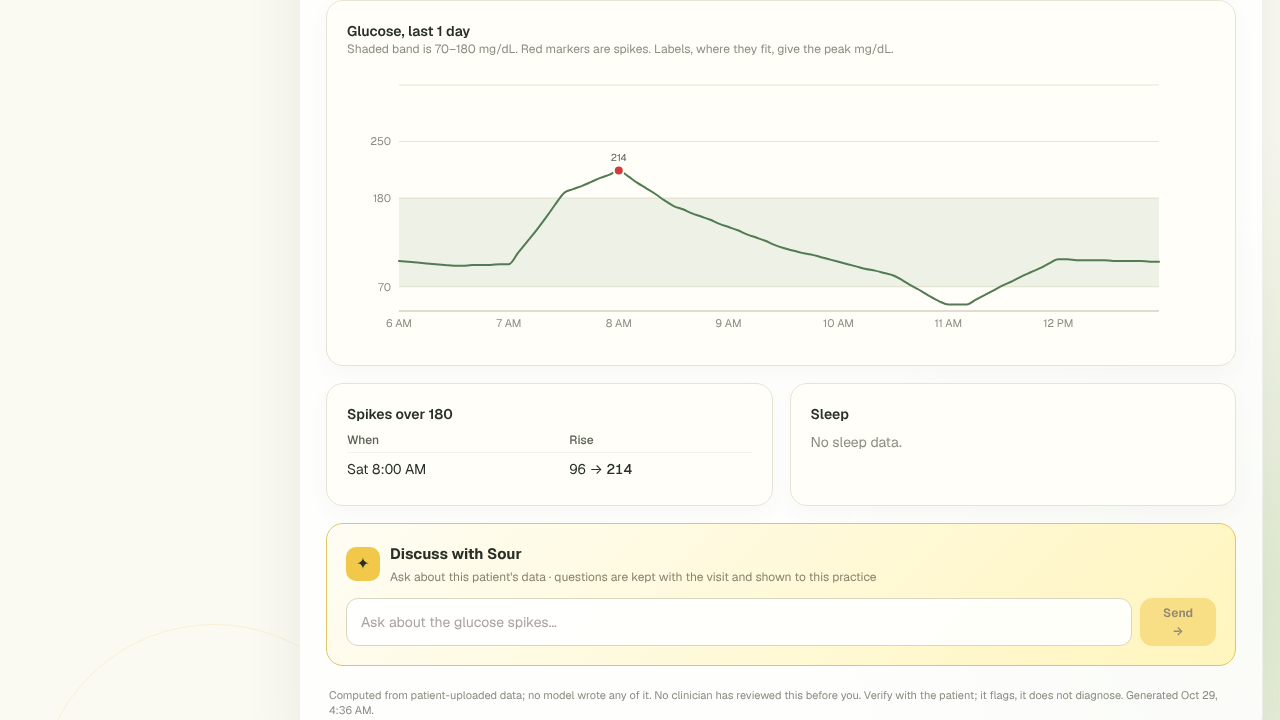 Glucose, last 1 day
Shaded band is 70–180 mg/dL. Red markers are spikes. Labels, where they fit, give the peak mg/dL.
250
214
180
70
6 AM 7 AM 8 AM 9 AM 10 AM 11 AM 12 PM
Spikes over 180
When Rise
Sat 8:00 AM 96 → 214
Sleep
No sleep data.
Discuss with Sour
Ask about this patient's data · questions are kept with the visit and shown to this practice
Ask about the glucose spikes...
Send
→
Computed from patient-uploaded data; no model wrote any of it. No clinician has reviewed this before you. Verify with the patient; it flags, it does not diagnose. Generated Oct 29,
4:36 AM.